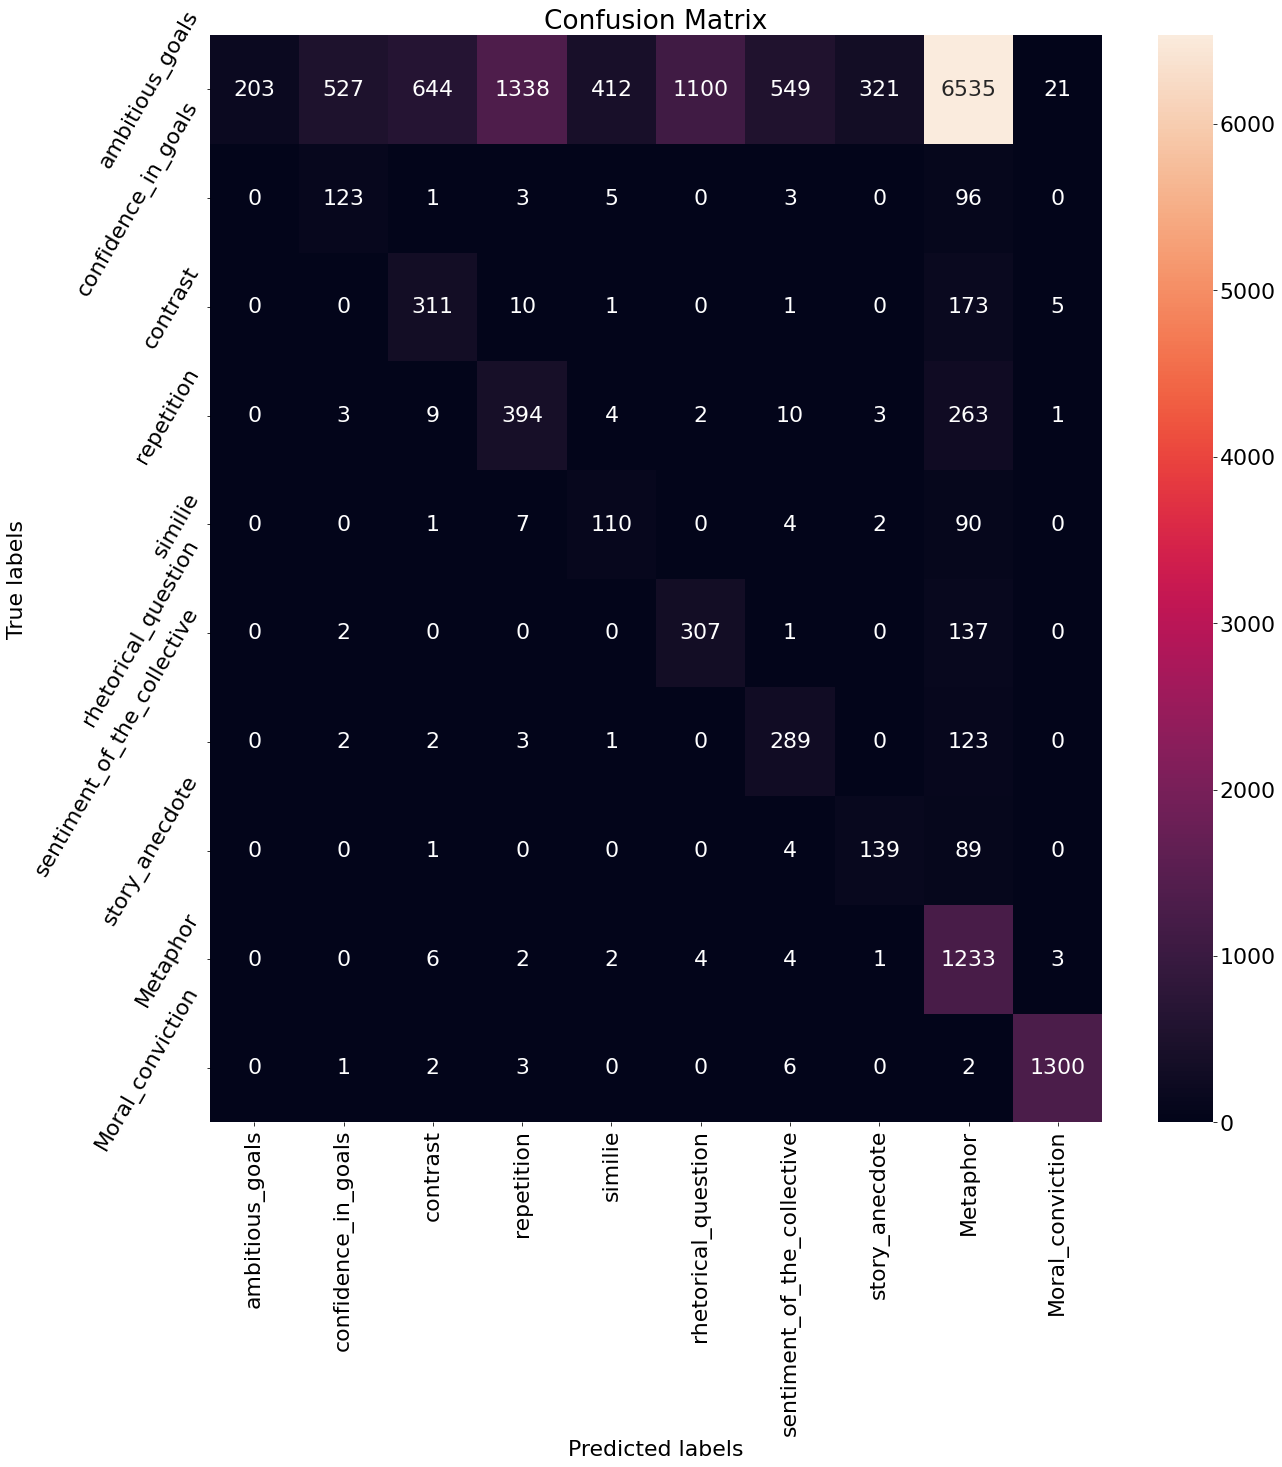 Confusion Matrix
True labels
ambitious_goals 203 527 644 1338 412 1100 549 321 6535 21
confidence_in_goals 0 123 1 3 5 0 3 0 96 0
contrast 0 0 311 10 1 0 1 0 173 5
repetition 0 3 9 394 4 2 10 3 263 1
similie 0 0 1 7 110 0 4 2 90 0
rhetorical_question 0 2 0 0 0 307 1 0 137 0
sentiment_of_the_collective 0 2 2 3 1 0 289 0 123 0
story_anecdote 0 0 1 0 0 0 4 139 89 0
Metaphor 0 0 6 2 2 4 4 1 1233 3
Moral_conviction 0 1 2 3 0 0 6 0 2 1300
ambitious_goals
confidence_in_goals
contrast
repetition
similie
rhetorical_question
sentiment_of_the_collective
story_anecdote
Metaphor
Moral_conviction
Predicted labels
6000
5000
4000
3000
2000
1000
0